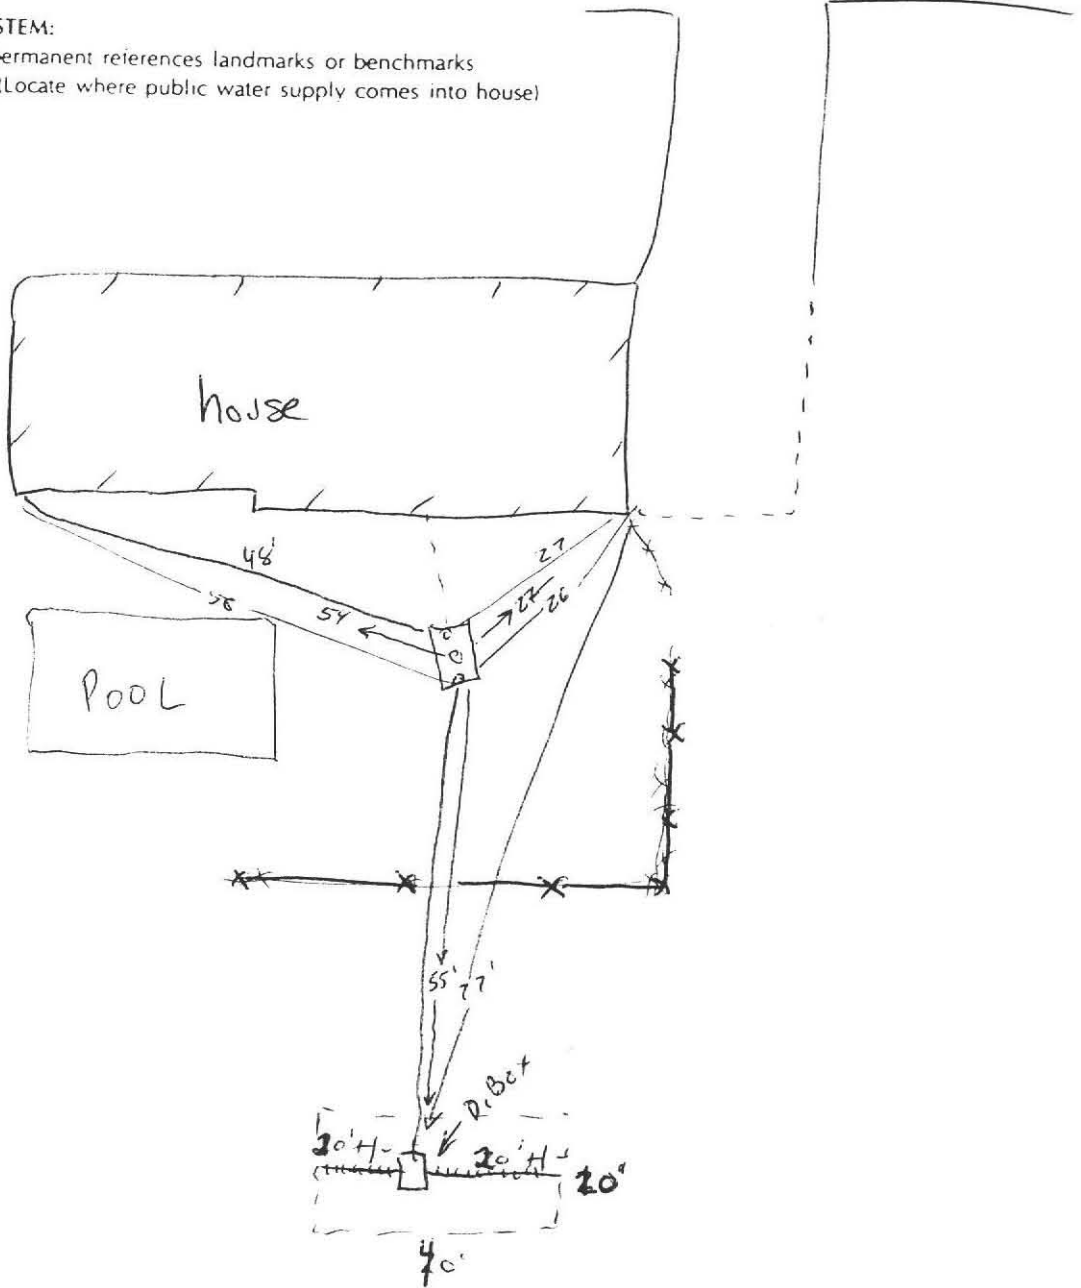 STEM:
ermanent references landmarks or benchmarks
(Locate where public water supply comes into house)
house
48'
27
27
26
54
POOL
55'
77'
D.Box
20'
20'
20'
40'